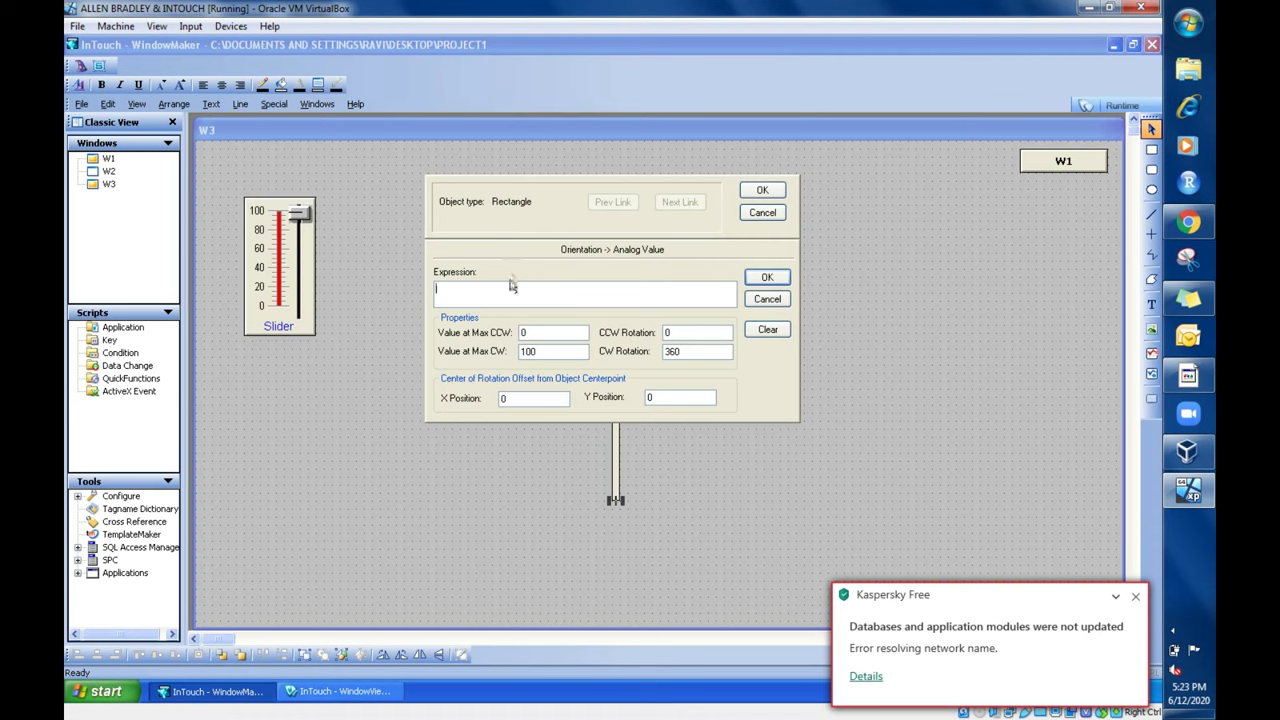 ALLEN BRADLEY & INTOUCH [Running] - Oracle VM VirtualBox
File Machine View Input Devices Help
InTouch - WindowMaker - C:\DOCUMENTS AND SETTINGS\RAVI\DESKTOP\PROJECT1
File Edit View Arrange Text Line Special Windows Help
Runtime
Classic View
Windows
W1
W2
W3
Scripts
Application
Key
Condition
Data Change
QuickFunctions
ActiveX Event
Tools
Configure
Tagname Dictionary
Cross Reference
TemplateMaker
SQL Access Manage
SPC
Applications
W3
W1
100
80
60
40
20
0
Slider
Object type: Rectangle
Prev Link
Next Link
OK
Cancel
Orientation -> Analog Value
Expression:
OK
Cancel
Clear
Properties
Value at Max CCW: 0 CCW Rotation: 0
Value at Max CW: 100 CW Rotation: 360
Center of Rotation Offset from Object Centerpoint
X Position: 0 Y Position: 0
Kaspersky Free
Databases and application modules were not updated
Error resolving network name.
Details
Ready
start
InTouch - WindowMa...
InTouch - WindowVie...
Right Ctrl
5:23 PM
6/12/2020
64
xp